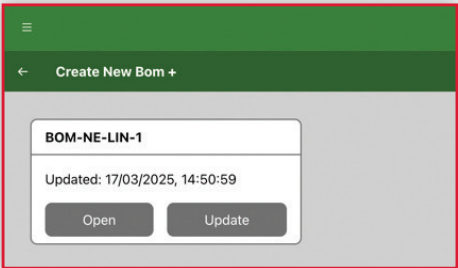 Create New Bom +
BOM-NE-LIN-1
Updated: 17/03/2025, 14:50:59
Open
Update